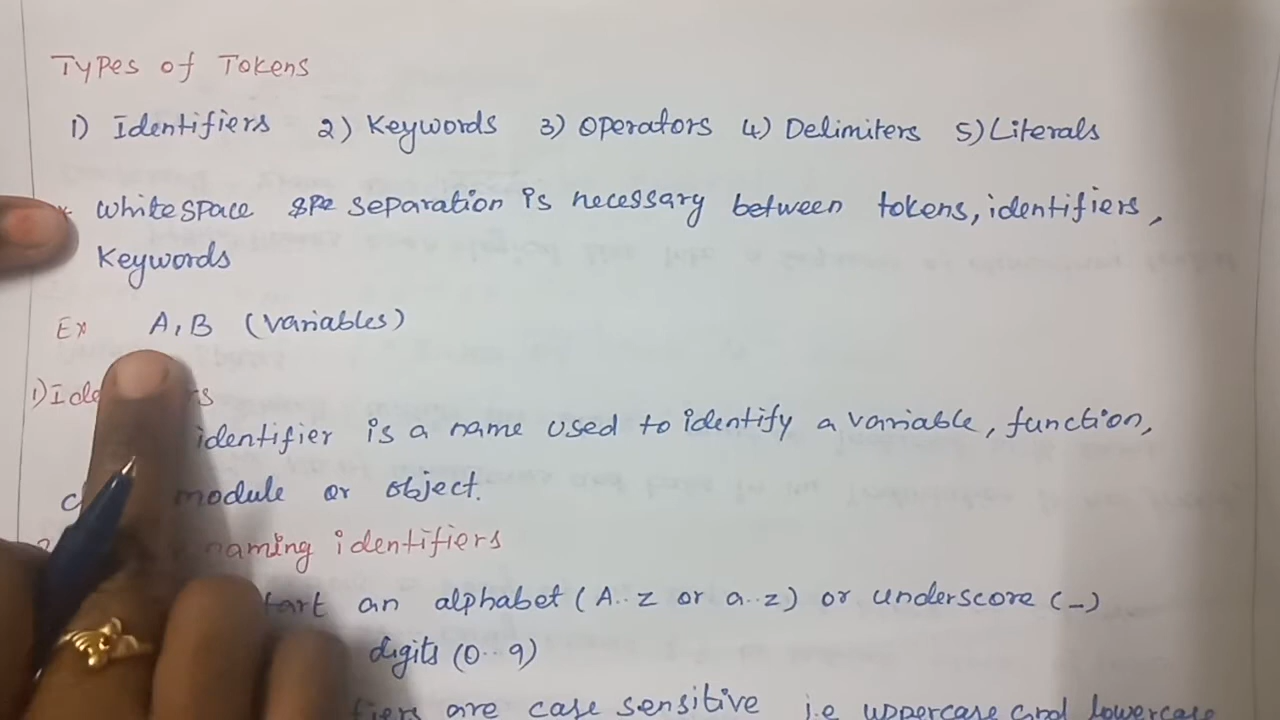 Types of Tokens
1) Identifiers 2) Keywords 3) Operators 4) Delimiters 5) Literals
* Whitespace spe separation is necessary between tokens, identifiers,
Keywords
Ex A, B (variables)
1) Ide rs
identifier is a name used to identify a variable, function,
c module or object.
naming identifiers
tart an alphabet (A..Z or a..z) or underscore (_)
digits (0..9)
fiers are case sensitive i.e uppercase and lowercase